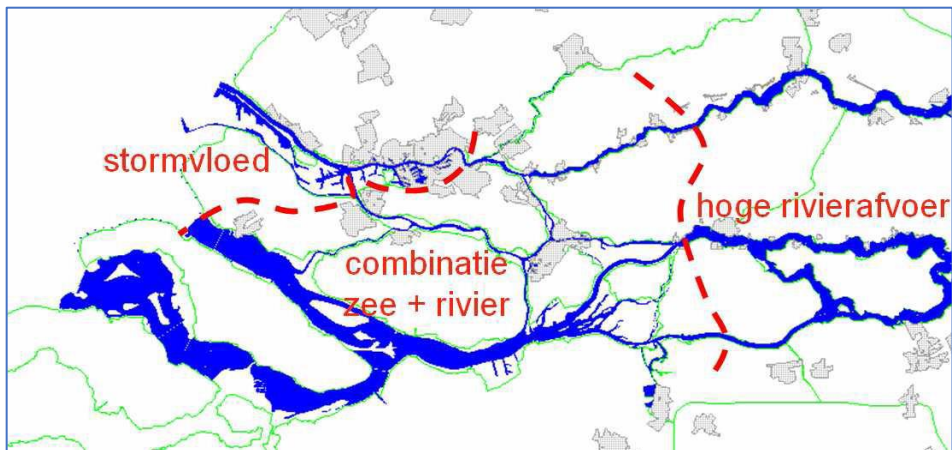 stormvloed
hoge rivierafvoer
combinatie
zee + rivier